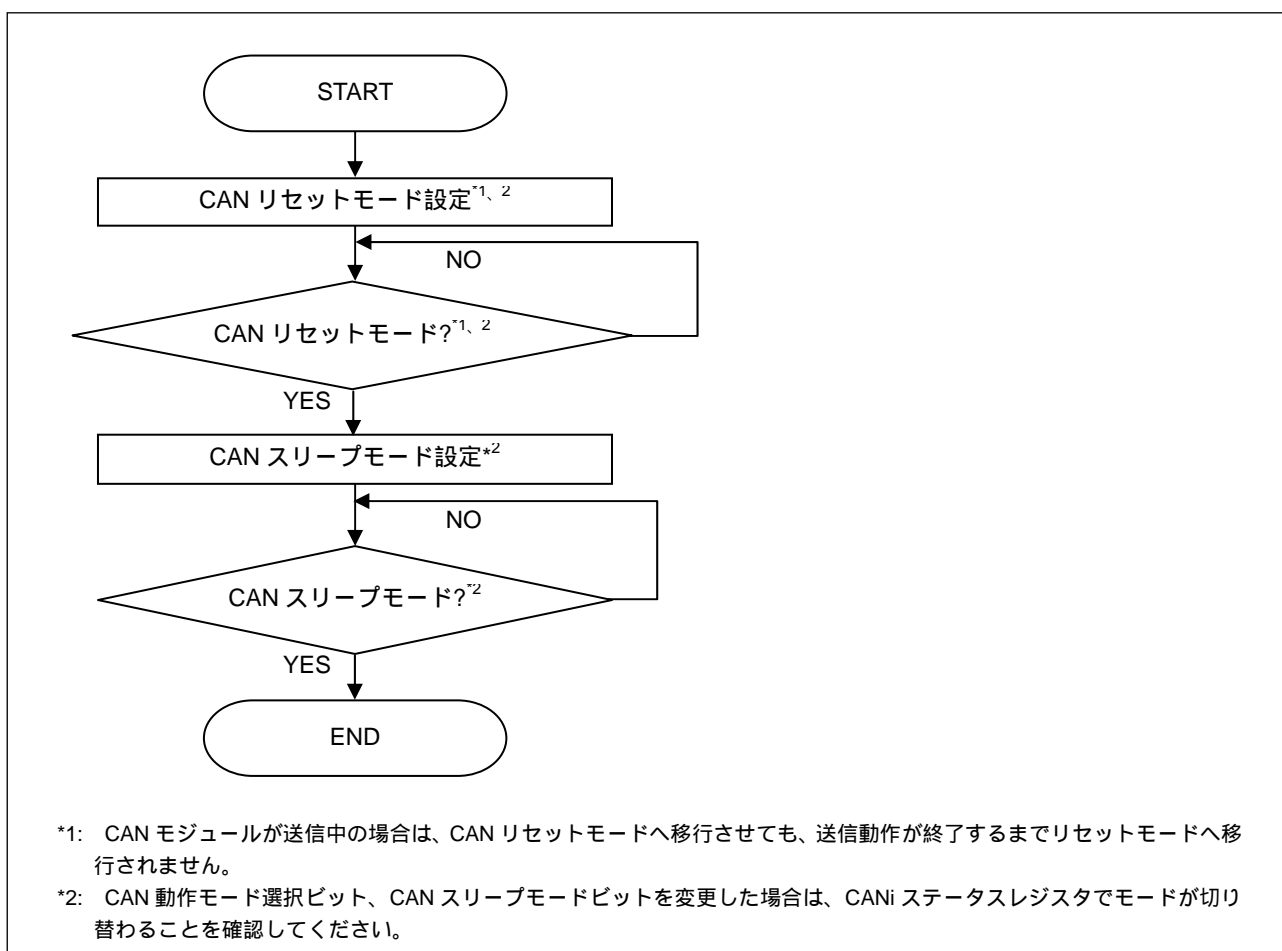 START
CAN リセットモード設定*1、2
NO
CAN リセットモード?*1、2
YES
CAN スリープモード設定*2
NO
CAN スリープモード?*2
YES
END
*1: CAN モジュールが送信中の場合は、CAN リセットモードへ移行させても、送信動作が終了するまでリセットモードへ移
行されません。
*2: CAN 動作モード選択ビット、CAN スリープモードビットを変更した場合は、CANi ステータスレジスタでモードが切り
替わることを確認してください。